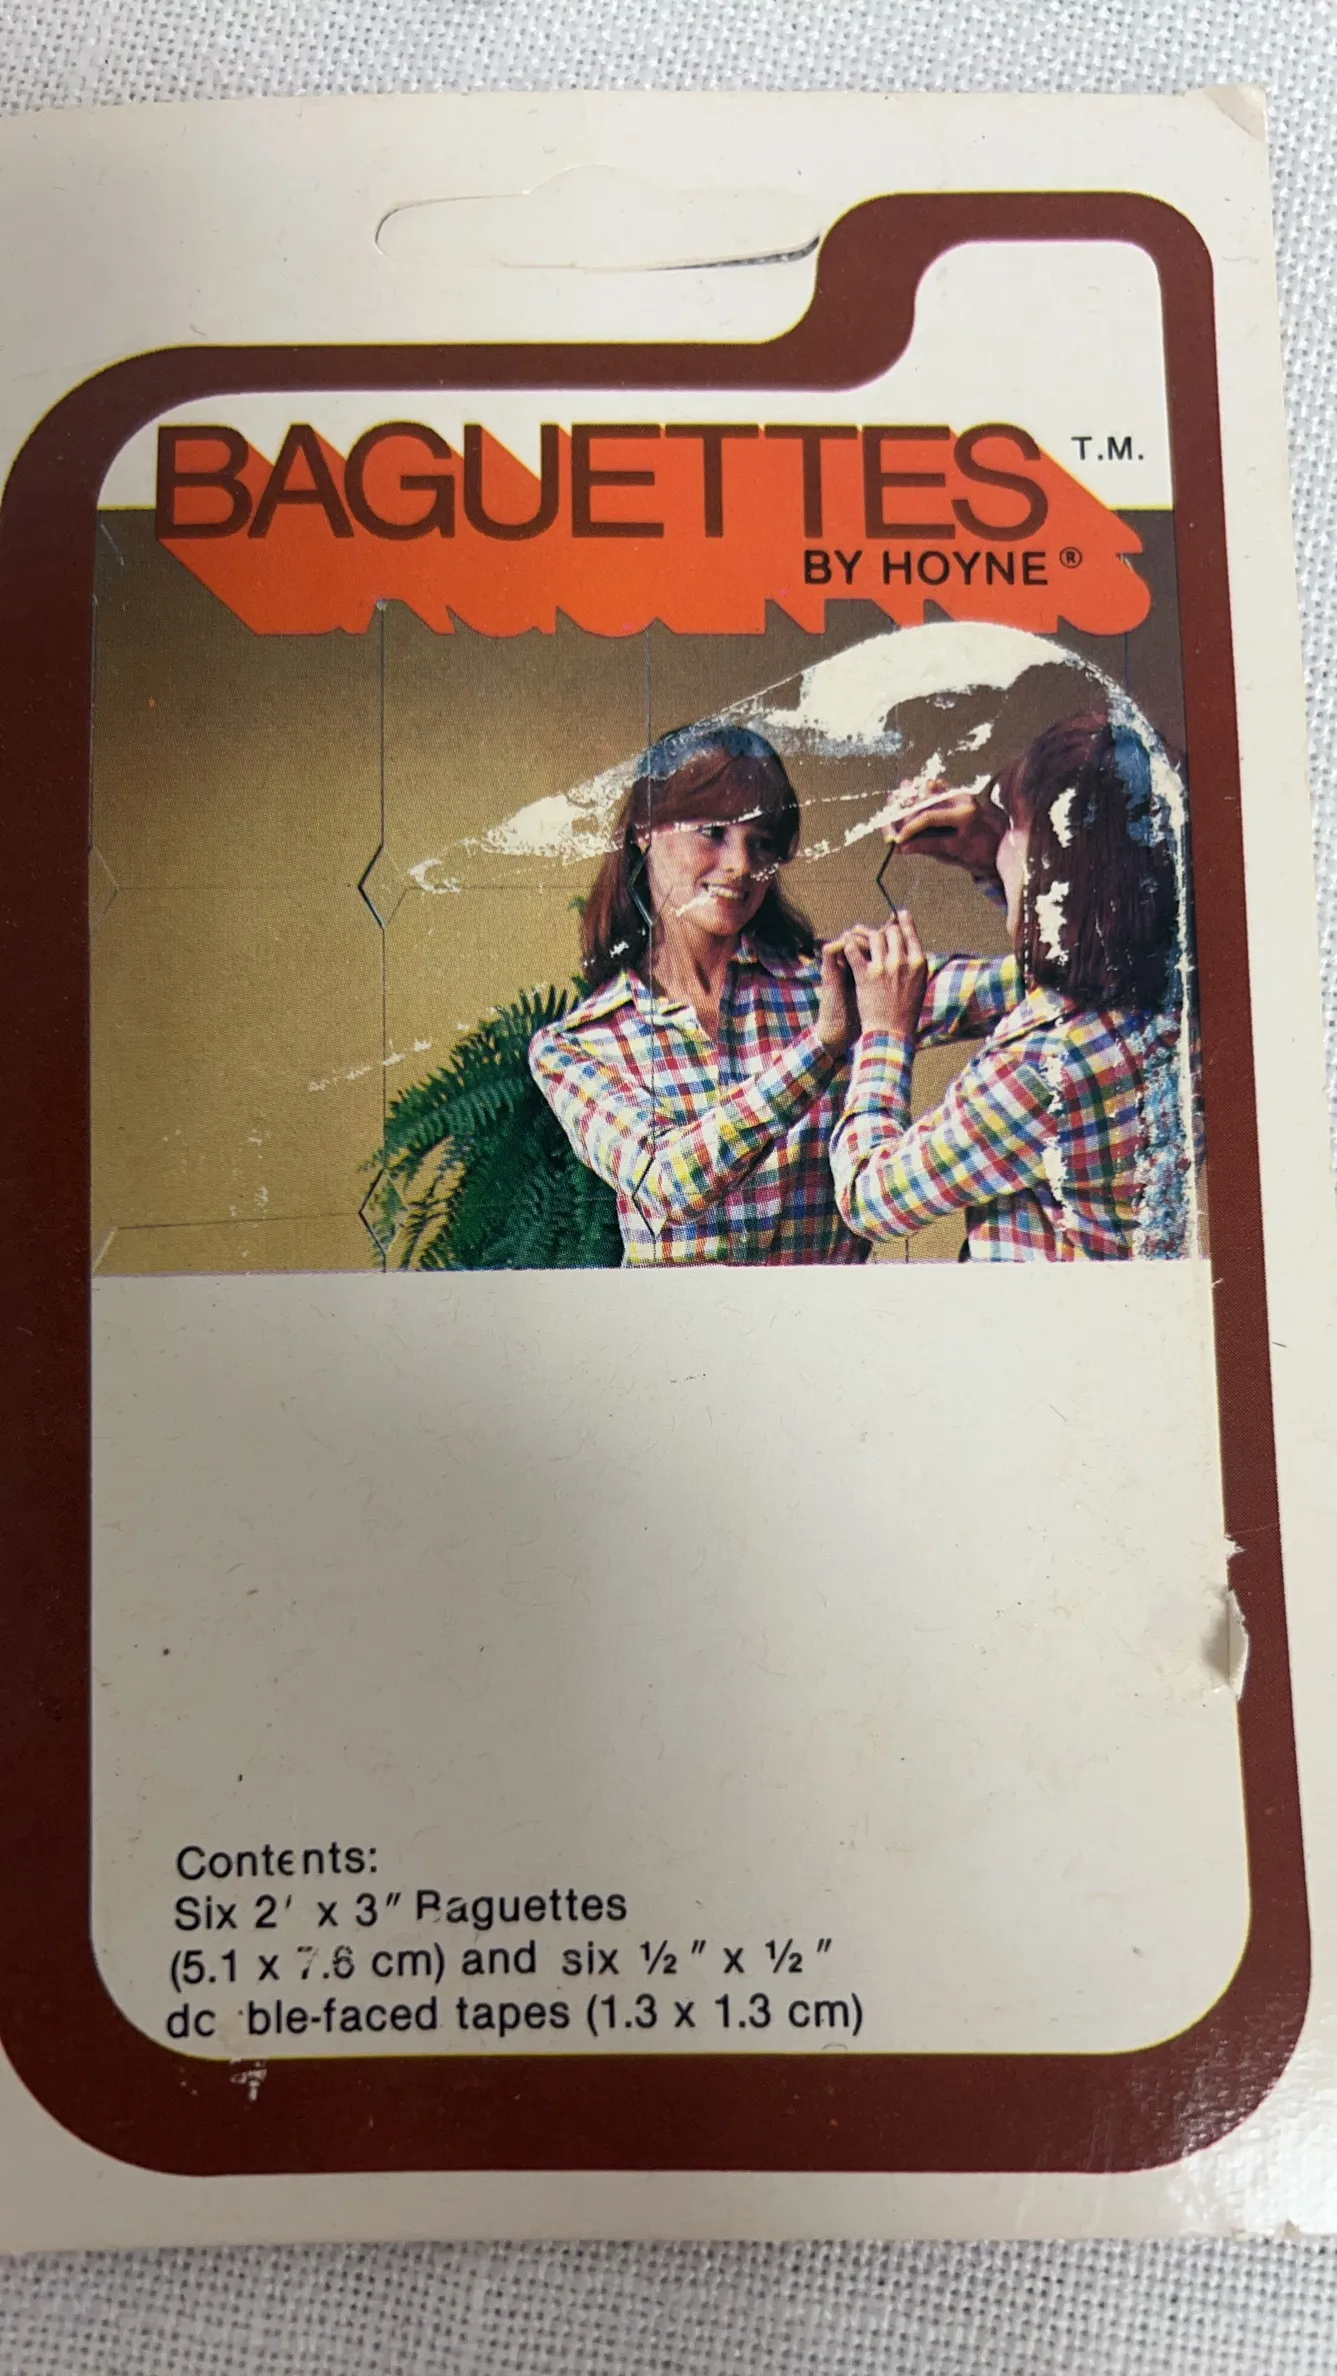 BAGUETTES T.M.
BY HOYNE ®
Contents:
Six 2' x 3" Baguettes
(5.1 x 7.6 cm) and six ½" x ½"
double-faced tapes (1.3 x 1.3 cm)